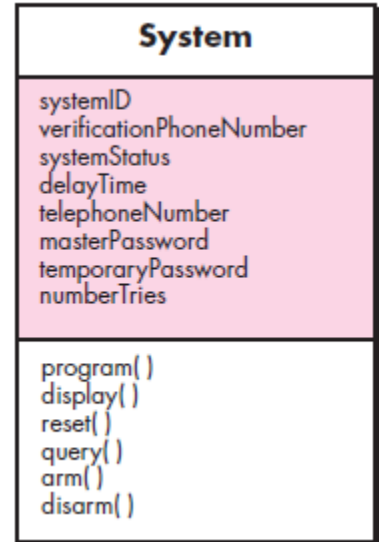 System
systemID
verificationPhoneNumber
systemStatus
delayTime
telephoneNumber
masterPassword
temporaryPassword
numberTries
program( )
display( )
reset( )
query( )
arm( )
disarm( )